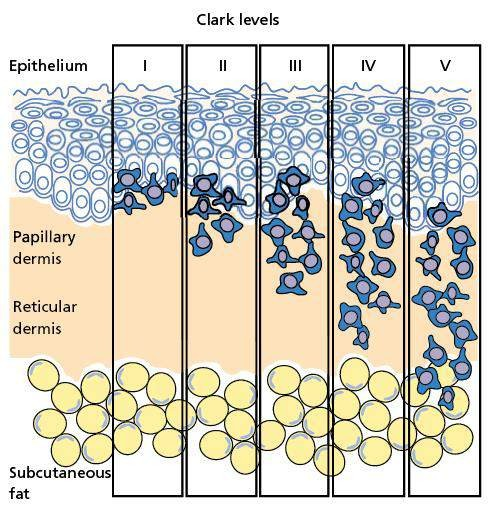 Clark levels
Epithelium
I
II
III
IV
V
Papillary
dermis
Reticular
dermis
Subcutaneous
fat